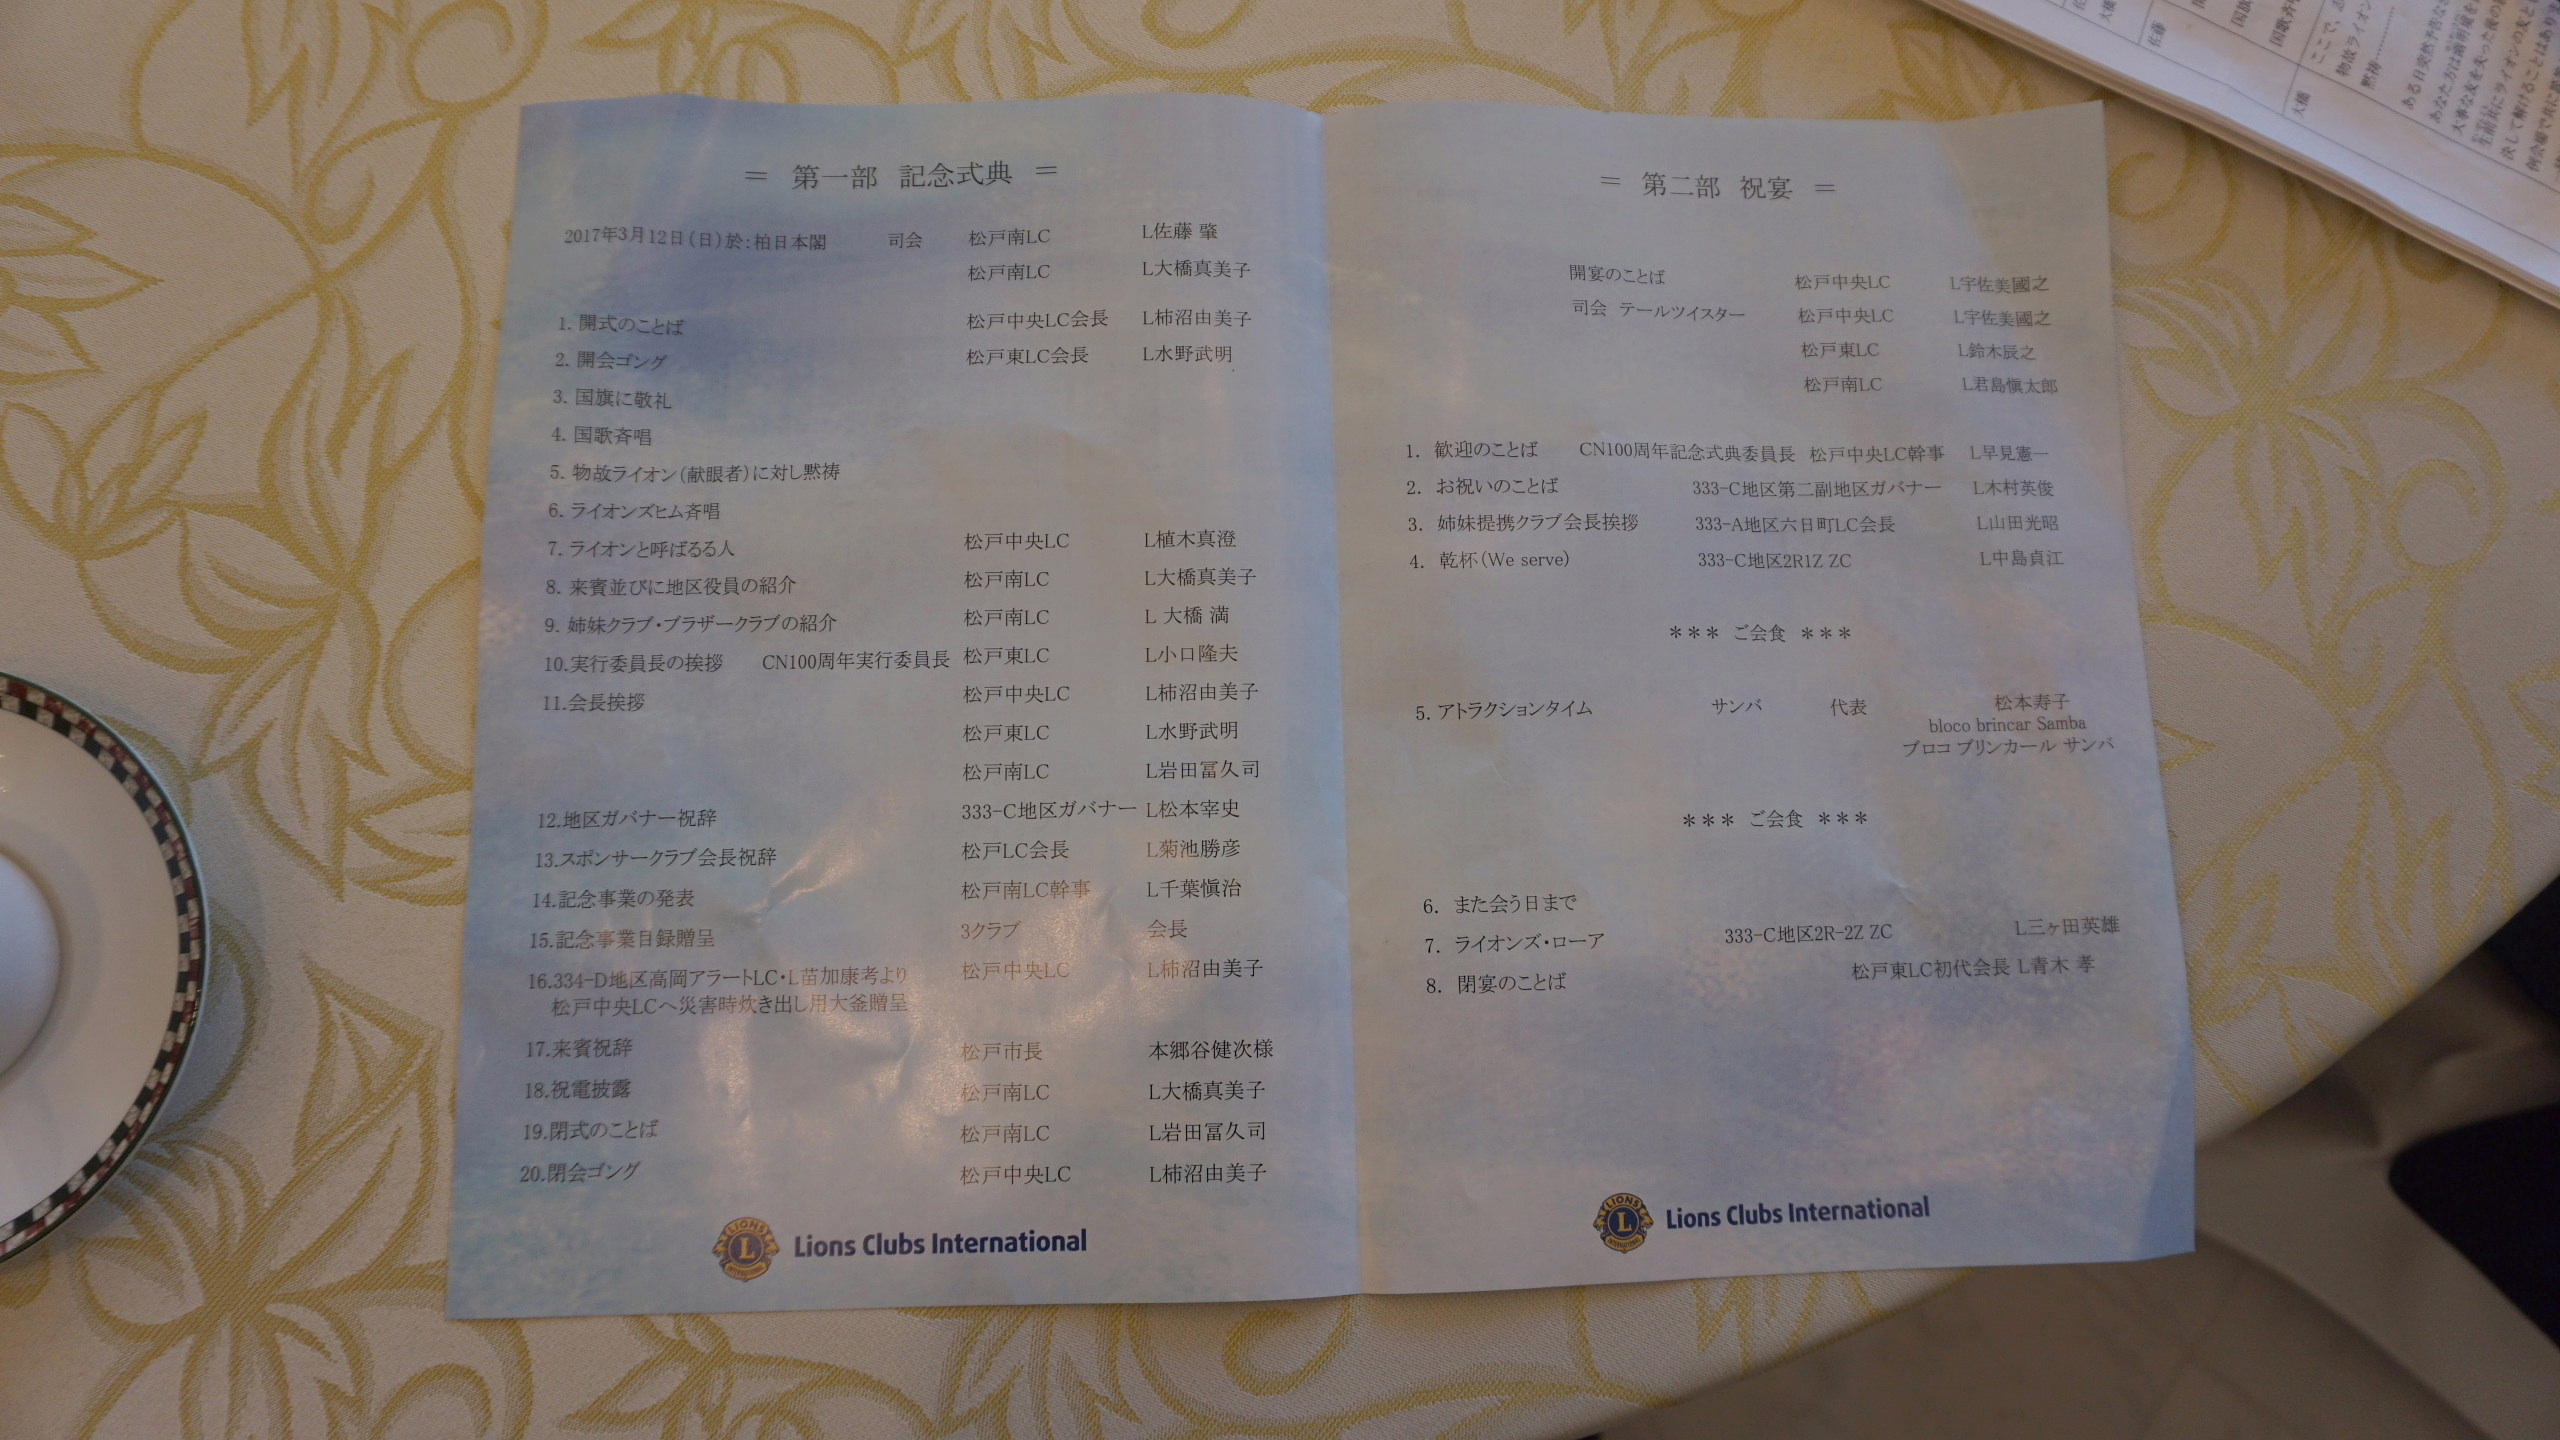 ＝ 第一部 記念式典 ＝
2017年3月12日(日)於:柏日本閣 司会 松戸南LC L佐藤 肇
松戸南LC L大橋真美子
1. 開式のことば 松戸中央LC会長 L柿沼由美子
2. 開会ゴング 松戸東LC会長 L水野武明
3. 国旗に敬礼
4. 国歌斉唱
5. 物故ライオン(献眼者)に対し黙祷
6. ライオンズヒム斉唱
7. ライオンと呼ばるる人 松戸中央LC L植木真澄
8. 来賓並びに地区役員の紹介 松戸南LC L大橋真美子
9. 姉妹クラブ・ブラザークラブの紹介 松戸南LC L 大橋 満
10.実行委員長の挨拶 CN100周年実行委員長 松戸東LC L小口隆夫
11.会長挨拶 松戸中央LC L柿沼由美子
松戸東LC L水野武明
松戸南LC L岩田冨久司
12.地区ガバナー祝辞 333-C地区ガバナー L松本宰史
13.スポンサークラブ会長祝辞 松戸LC会長 L菊池勝彦
14.記念事業の発表 松戸南LC幹事 L千葉愼治
15.記念事業目録贈呈 3クラブ 会長
16.334-D地区高岡アラートLC・L苗加康考より 松戸中央LC L柿沼由美子
松戸中央LCへ災害時炊き出し用大釜贈呈
17.来賓祝辞 松戸市長 本郷谷健次様
18.祝電披露 松戸南LC L大橋真美子
19.閉式のことば 松戸南LC L岩田冨久司
20.閉会ゴング 松戸中央LC L柿沼由美子
LIONS L INTERNATIONAL Lions Clubs International
＝ 第二部 祝宴 ＝
開宴のことば 松戸中央LC L宇佐美國之
司会 テールツイスター 松戸中央LC L宇佐美國之
松戸東LC L鈴木辰之
松戸南LC L君島愼太郎
1. 歓迎のことば CN100周年記念式典委員長 松戸中央LC幹事 L早見憲一
2. お祝いのことば 333-C地区第二副地区ガバナー L木村英俊
3. 姉妹提携クラブ会長挨拶 333-A地区六日町LC会長 L山田光昭
4. 乾杯(We serve) 333-C地区2R1Z ZC L中島貞江
＊＊＊ ご会食 ＊＊＊
5. アトラクションタイム サンバ 代表 松本寿子
bloco brincar Samba
ブロコ ブリンカール サンバ
＊＊＊ ご会食 ＊＊＊
6. また会う日まで
7. ライオンズ・ローア 333-C地区2R-2Z ZC L三ヶ田英雄
8. 閉宴のことば 松戸東LC初代会長 L青木 孝
LIONS L INTERNATIONAL Lions Clubs International
佐藤
大橋
物故ライオン
黙祷
ある日突然予告な